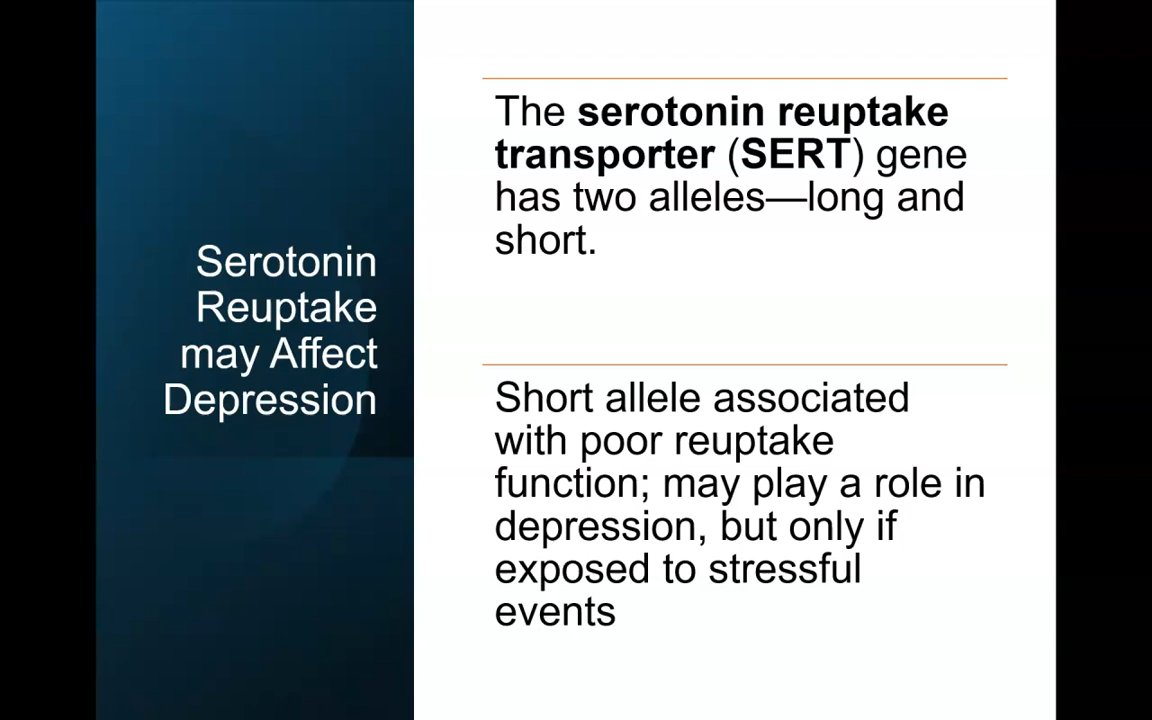 Serotonin
Reuptake
may Affect
Depression
The serotonin reuptake
transporter (SERT) gene
has two alleles—long and
short.
Short allele associated
with poor reuptake
function; may play a role in
depression, but only if
exposed to stressful
events